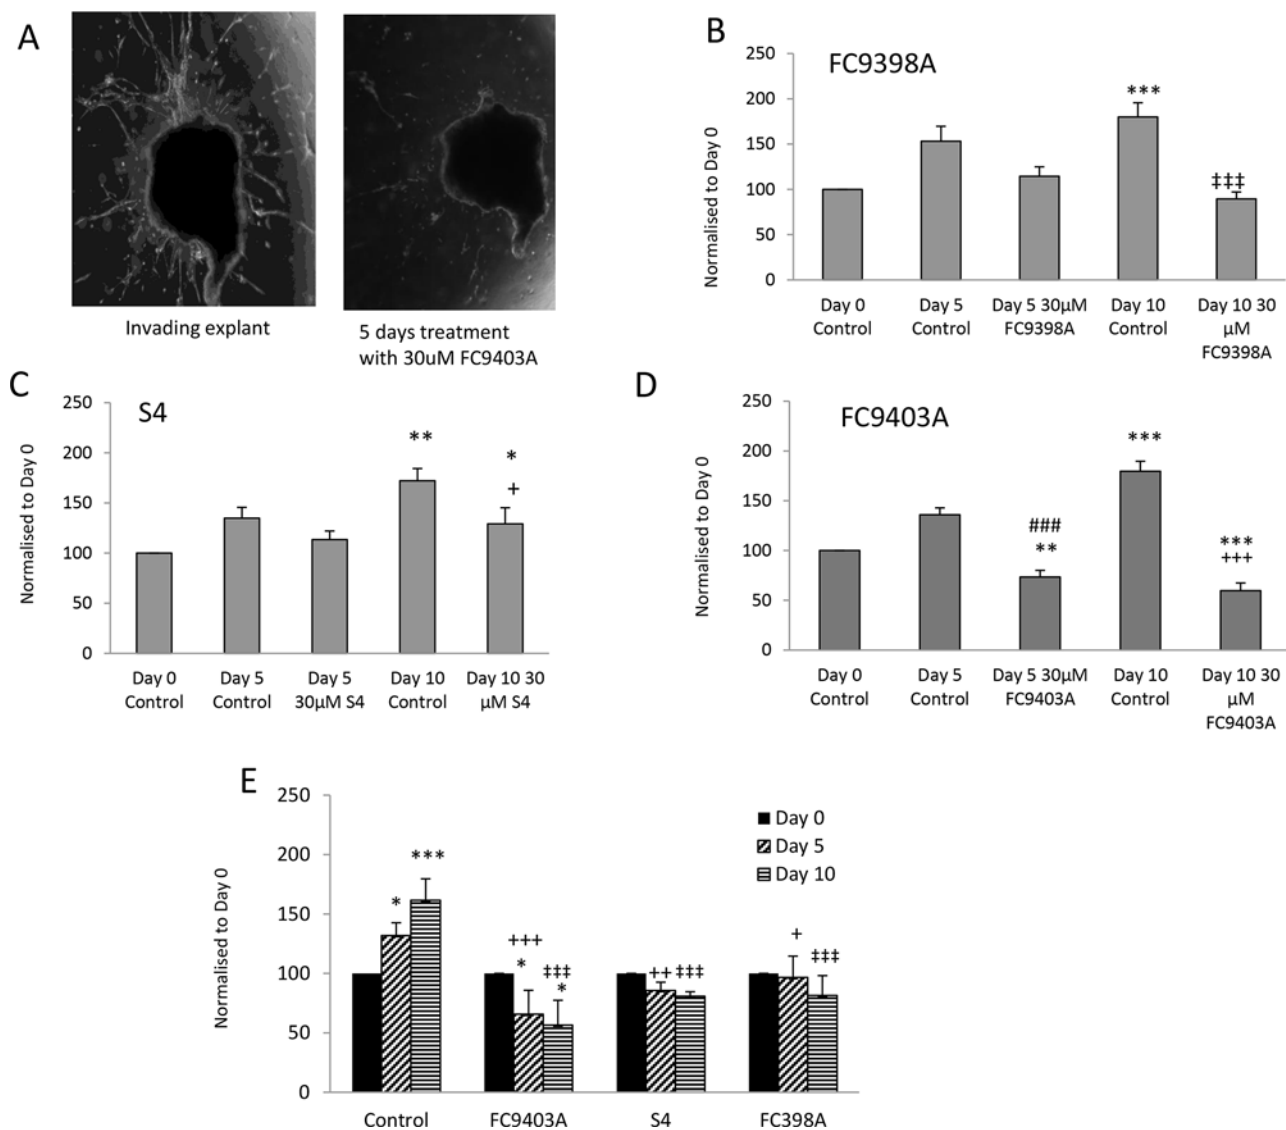 A
Invading explant
5 days treatment
with 30uM FC9403A
B
FC9398A
Normalised to Day 0
250
200
150
100
50
0
***
‡‡‡
Day 0
Control
Day 5
Control
Day 5 30µM
FC9398A
Day 10
Control
Day 10 30
µM
FC9398A
C
S4
Normalised to Day 0
250
200
150
100
50
0
**
*
+
Day 0
Control
Day 5
Control
Day 5
30µM S4
Day 10
Control
Day 10 30
µM S4
D
FC9403A
Normalised to Day 0
250
200
150
100
50
0
###
**
***
***
+++
Day 0
Control
Day 5
Control
Day 5 30µM
FC9403A
Day 10
Control
Day 10 30
µM
FC9403A
E
Normalised to Day 0
250
200
150
100
50
0
Day 0
Day 5
Day 10
*
***
+++
*
‡‡‡
*
++
‡‡‡
+
‡‡‡
Control
FC9403A
S4
FC398A